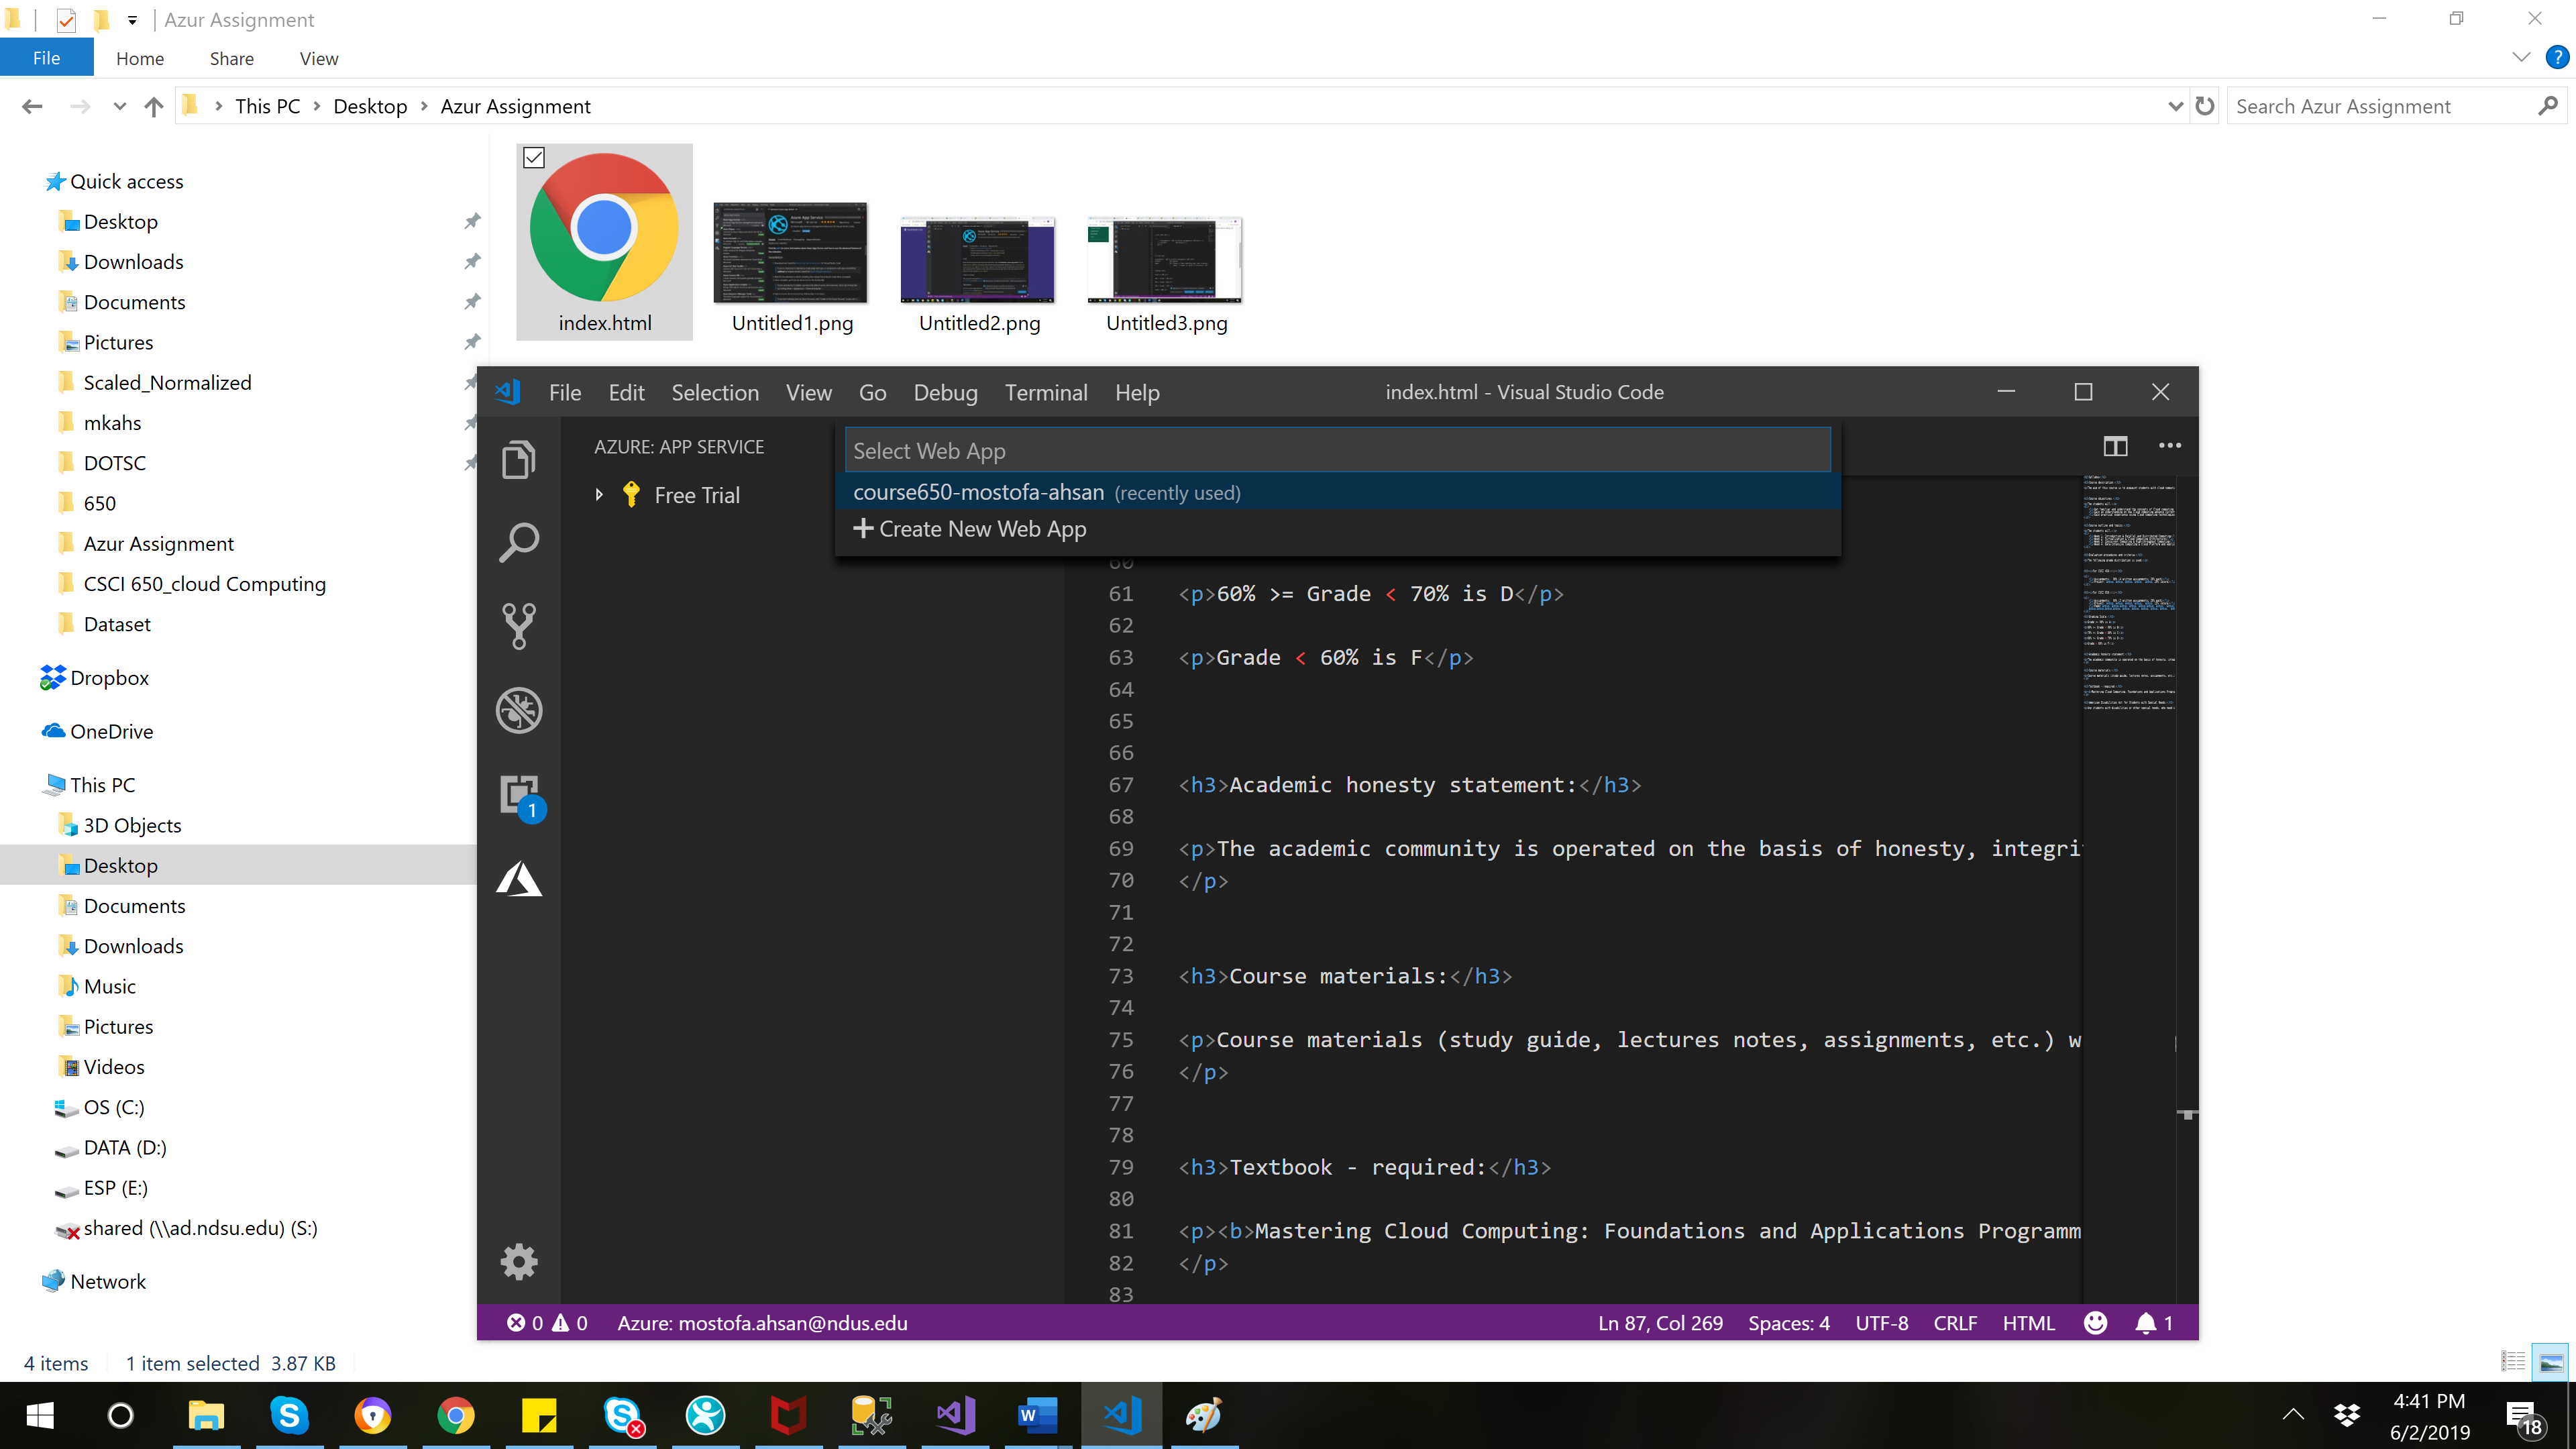 Azur Assignment
File Home Share View
This PC Desktop Azur Assignment
Search Azur Assignment
Quick access
Desktop
Downloads
Documents
Pictures
Scaled_Normalized
mkahs
DOTSC
650
Azur Assignment
CSCI 650_cloud Computing
Dataset
Dropbox
OneDrive
This PC
3D Objects
Desktop
Documents
Downloads
Music
Pictures
Videos
OS (C:)
DATA (D:)
ESP (E:)
shared (\\ad.ndsu.edu) (S:)
Network
index.html
Untitled1.png
Untitled2.png
Untitled3.png
File Edit Selection View Go Debug Terminal Help
index.html - Visual Studio Code
AZURE: APP SERVICE
Free Trial
Select Web App
course650-mostofa-ahsan (recently used)
+ Create New Web App
60
61 <p>60% >= Grade < 70% is D</p>
62
63 <p>Grade < 60% is F</p>
64
65
66
67 <h3>Academic honesty statement:</h3>
68
69 <p>The academic community is operated on the basis of honesty, integri
70 </p>
71
72
73 <h3>Course materials:</h3>
74
75 <p>Course materials (study guide, lectures notes, assignments, etc.) w
76 </p>
77
78
79 <h3>Textbook - required:</h3>
80
81 <p><b>Mastering Cloud Computing: Foundations and Applications Programm
82 </p>
83
1
0 0 Azure: mostofa.ahsan@ndus.edu
Ln 87, Col 269 Spaces: 4 UTF-8 CRLF HTML 1
4 items 1 item selected 3.87 KB
4:41 PM
6/2/2019
18